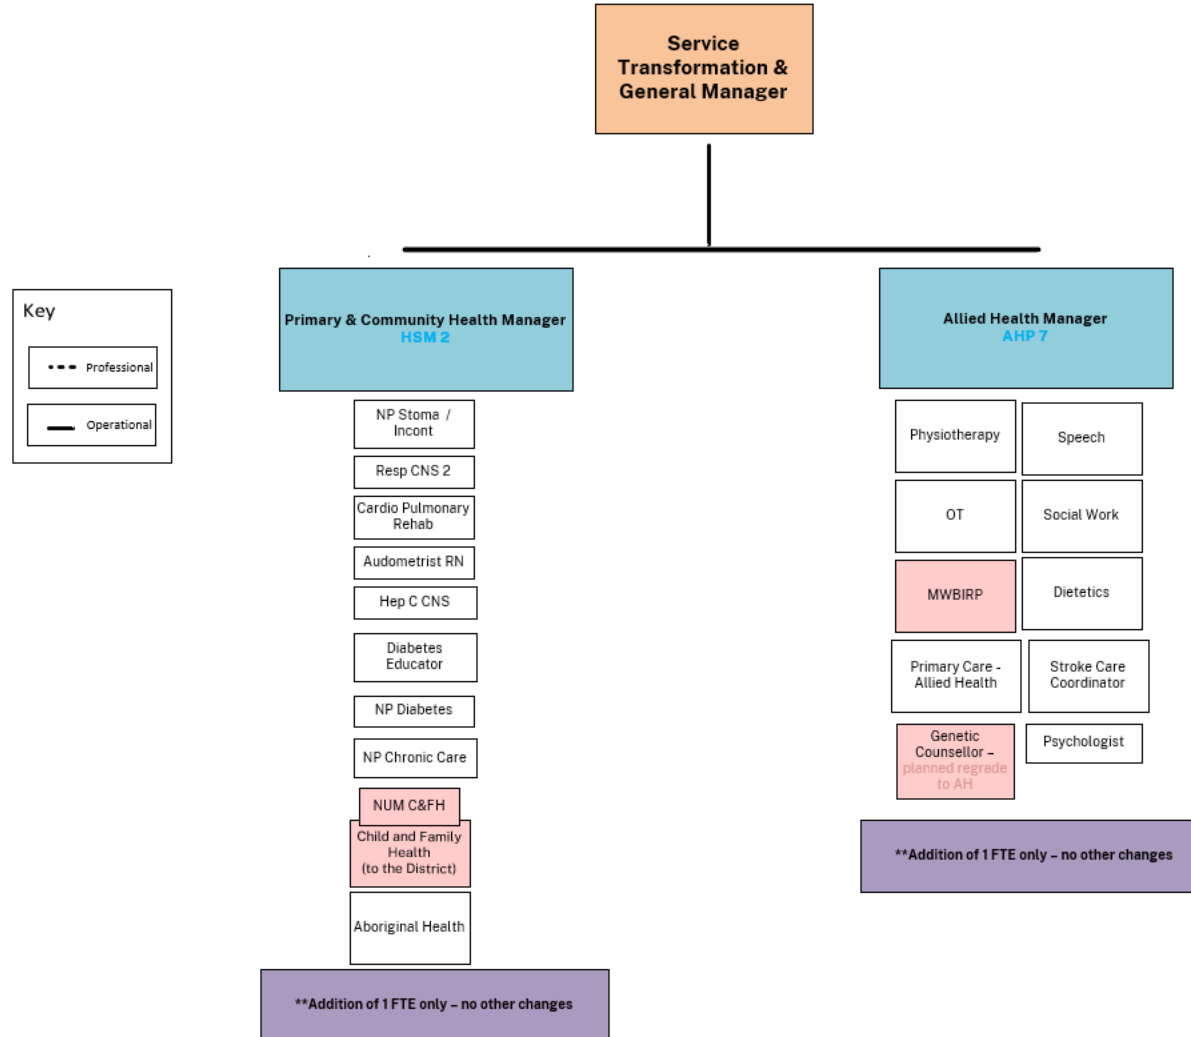 Service
Transformation &
General Manager
Key
Professional
Operational
Primary & Community Health Manager
HSM 2
NP Stoma /
Incont
Resp CNS 2
Cardio Pulmonary
Rehab
Audometrist RN
Hep C CNS
Diabetes
Educator
NP Diabetes
NP Chronic Care
NUM C&FH
Child and Family
Health
(to the District)
Aboriginal Health
**Addition of 1 FTE only – no other changes
Allied Health Manager
AHP 7
Physiotherapy
Speech
OT
Social Work
MWBIRP
Dietetics
Primary Care -
Allied Health
Stroke Care
Coordinator
Genetic
Counsellor –
planned regrade
to AH
Psychologist
**Addition of 1 FTE only – no other changes